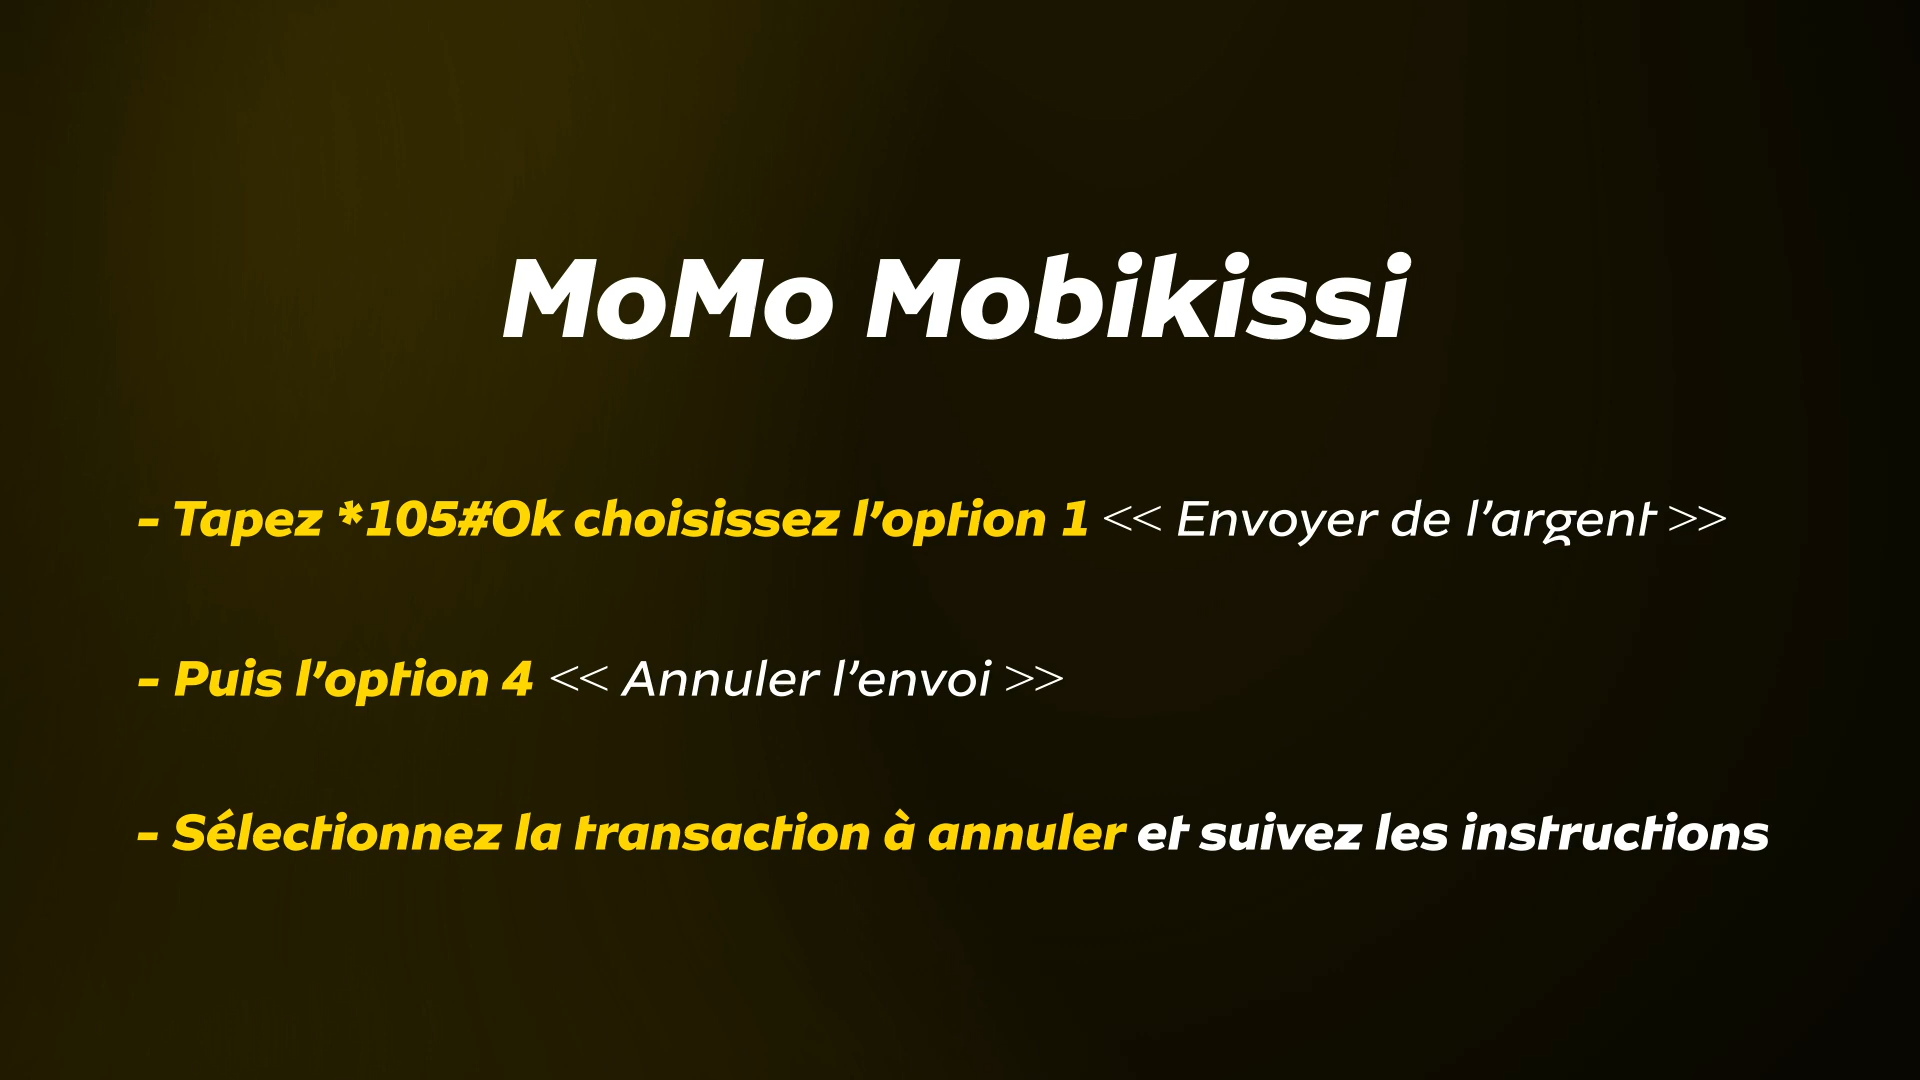 MoMo Mobikissi
- Tapez *105#Ok choisissez l’option 1 << Envoyer de l’argent >>
- Puis l’option 4 << Annuler l’envoi >>
- Sélectionnez la transaction à annuler et suivez les instructions